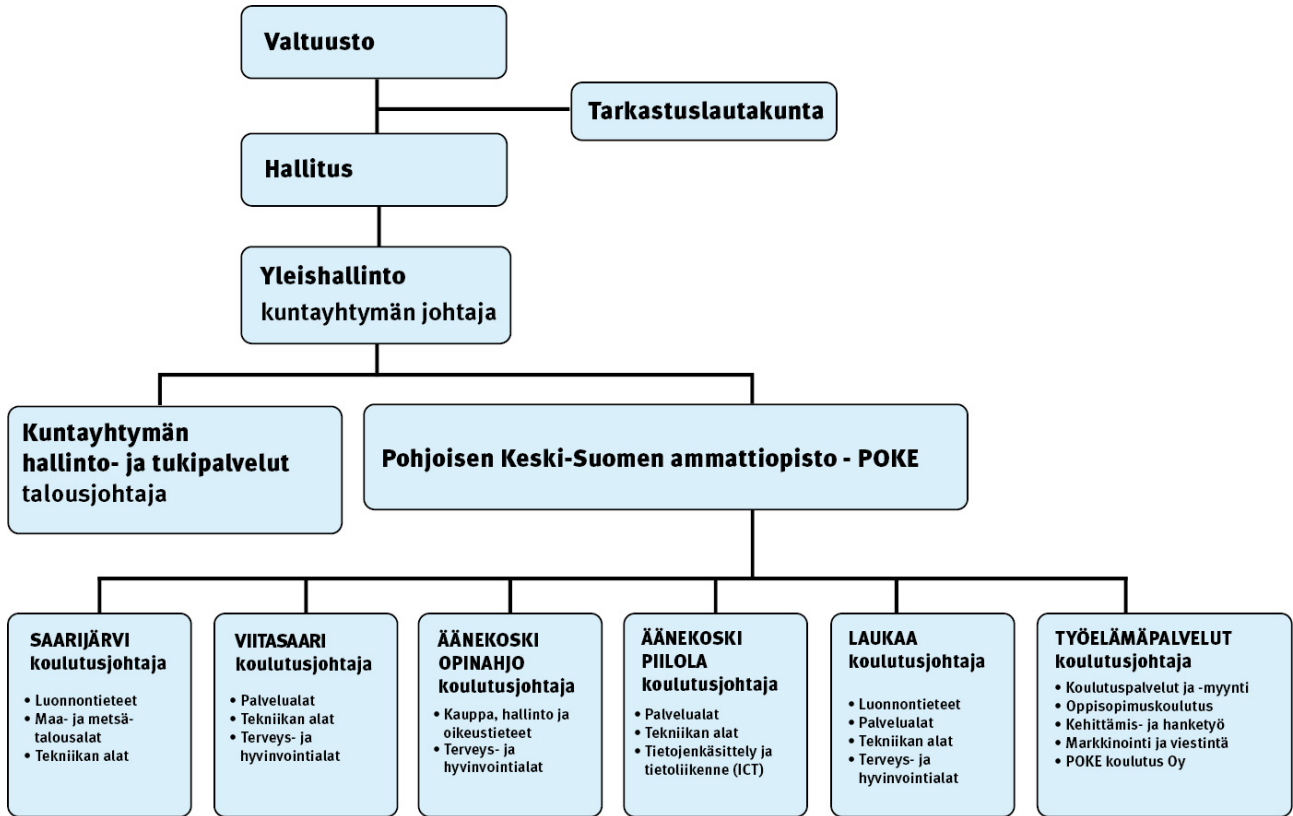 Valtuusto
Tarkastuslautakunta
Hallitus
Yleishallinto
kuntayhtymän johtaja
Kuntayhtymän
hallinto- ja tukipalvelut
talousjohtaja
Pohjoisen Keski-Suomen ammattiopisto - POKE
SAARIJÄRVI
koulutusjohtaja
• Luonnontieteet
• Maa- ja metsä-
talousalat
• Tekniikan alat
VIITASAARI
koulutusjohtaja
• Palvelualat
• Tekniikan alat
• Terveys- ja
hyvinvointialat
ÄÄNEKOSKI
OPINAHJO
koulutusjohtaja
• Kauppa, hallinto ja
oikeustieteet
• Terveys- ja
hyvinvointialat
ÄÄNEKOSKI
PIILOLA
koulutusjohtaja
• Palvelualat
• Tekniikan alat
• Tietojenkäsittely ja
tietoliikenne (ICT)
LAUKAA
koulutusjohtaja
• Luonnontieteet
• Palvelualat
• Tekniikan alat
• Terveys- ja
hyvinvointialat
TYÖELÄMÄPALVELUT
koulutusjohtaja
• Koulutuspalvelut ja -myynti
• Oppisopimuskoulutus
• Kehittämis- ja hanketyö
• Markkinointi ja viestintä
• POKE koulutus Oy